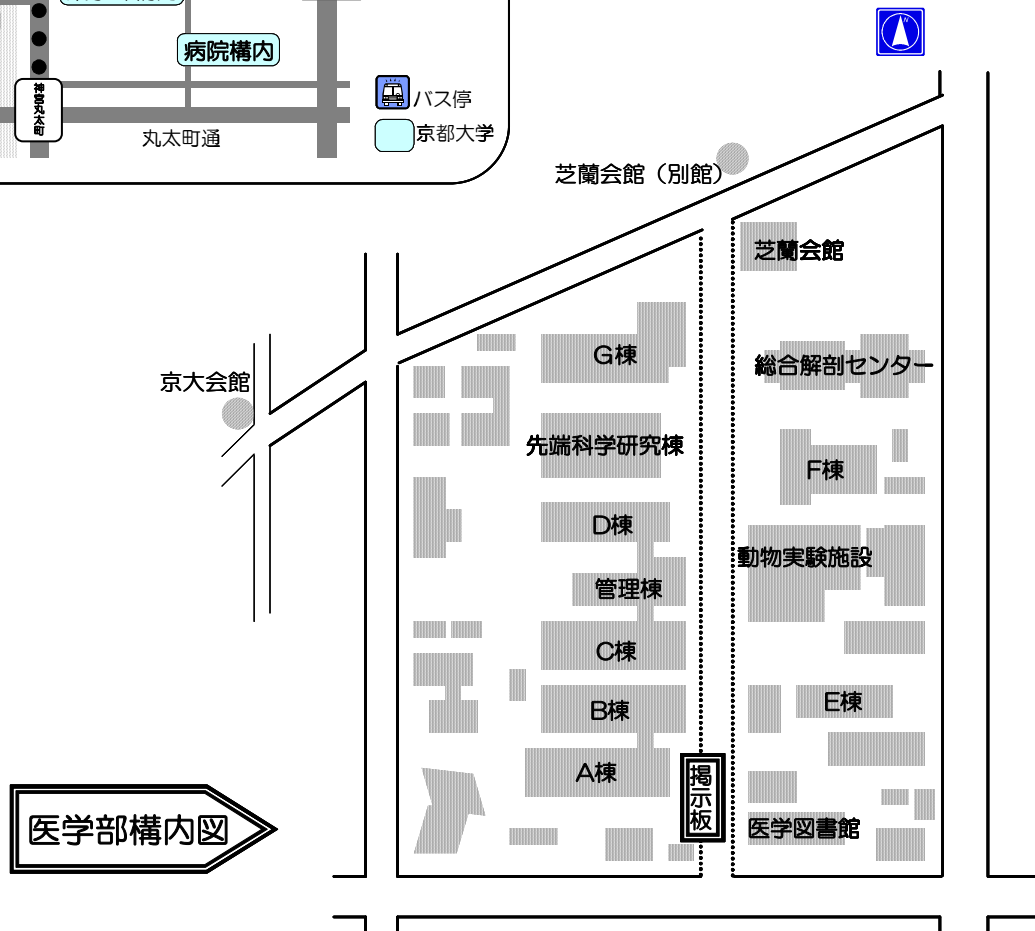 病院構内
神宮丸太町
バス停
京都大学
丸太町通
N
芝蘭会館（別館）
芝蘭会館
G棟
総合解剖センター
京大会館
先端科学研究棟
F棟
D棟
動物実験施設
管理棟
C棟
E棟
B棟
A棟
掲示板
医学部構内図
医学図書館